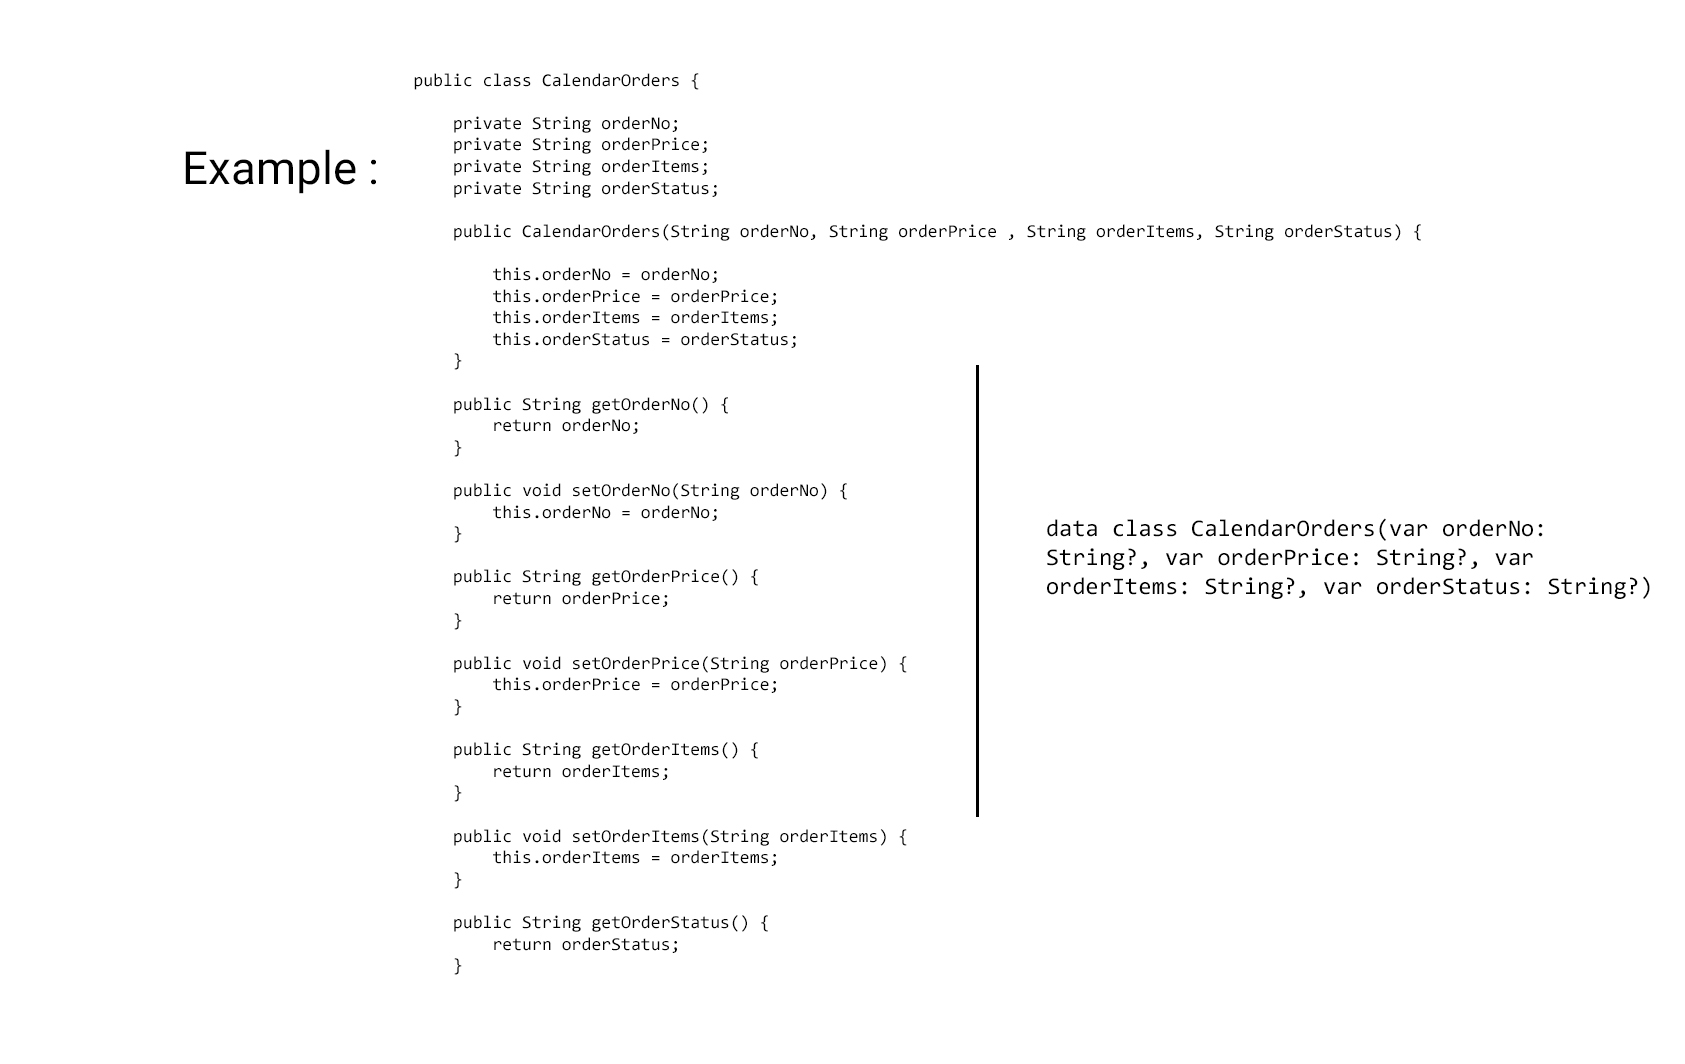 Example :
public class CalendarOrders {
private String orderNo;
private String orderPrice;
private String orderItems;
private String orderStatus;
public CalendarOrders(String orderNo, String orderPrice , String orderItems, String orderStatus) {
this.orderNo = orderNo;
this.orderPrice = orderPrice;
this.orderItems = orderItems;
this.orderStatus = orderStatus;
}
public String getOrderNo() {
return orderNo;
}
public void setOrderNo(String orderNo) {
this.orderNo = orderNo;
}
public String getOrderPrice() {
return orderPrice;
}
public void setOrderPrice(String orderPrice) {
this.orderPrice = orderPrice;
}
public String getOrderItems() {
return orderItems;
}
public void setOrderItems(String orderItems) {
this.orderItems = orderItems;
}
public String getOrderStatus() {
return orderStatus;
}
data class CalendarOrders(var orderNo:
String?, var orderPrice: String?, var
orderItems: String?, var orderStatus: String?)